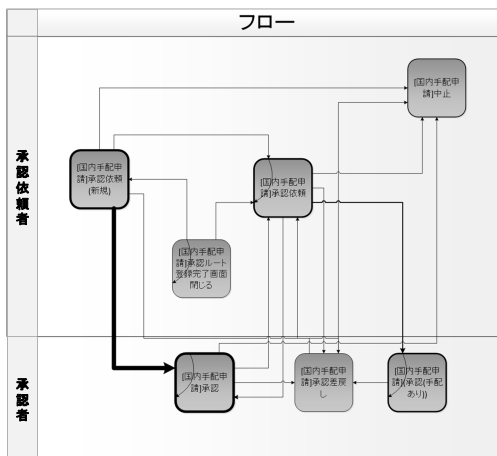 フロー
承認依頼者
[国内手配申
請]中止
[国内手配申
請]承認依頼
(新規)
[国内手配申
請]承認依頼
[国内手配申
請]承認ルート
登録完了画面
閉じる
承認者
[国内手配申
請]承認
[国内手配申
請]承認差戻
し
[国内手配申
請](承認(手配
あり))